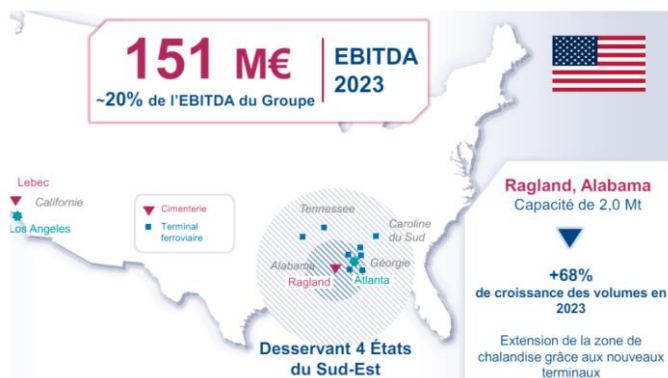 151 M€
~20% de l'EBITDA du Groupe
EBITDA
2023
Lebec
Californie
Los Angeles
Cimenterie
Terminal
ferroviaire
Tennessee
Caroline
du Sud
Alabama
Géorgie
Ragland
Atlanta
Desservant 4 États
du Sud-Est
Ragland, Alabama
Capacité de 2,0 Mt
+68%
de croissance des volumes en
2023
Extension de la zone de
chalandise grâce aux nouveaux
terminaux